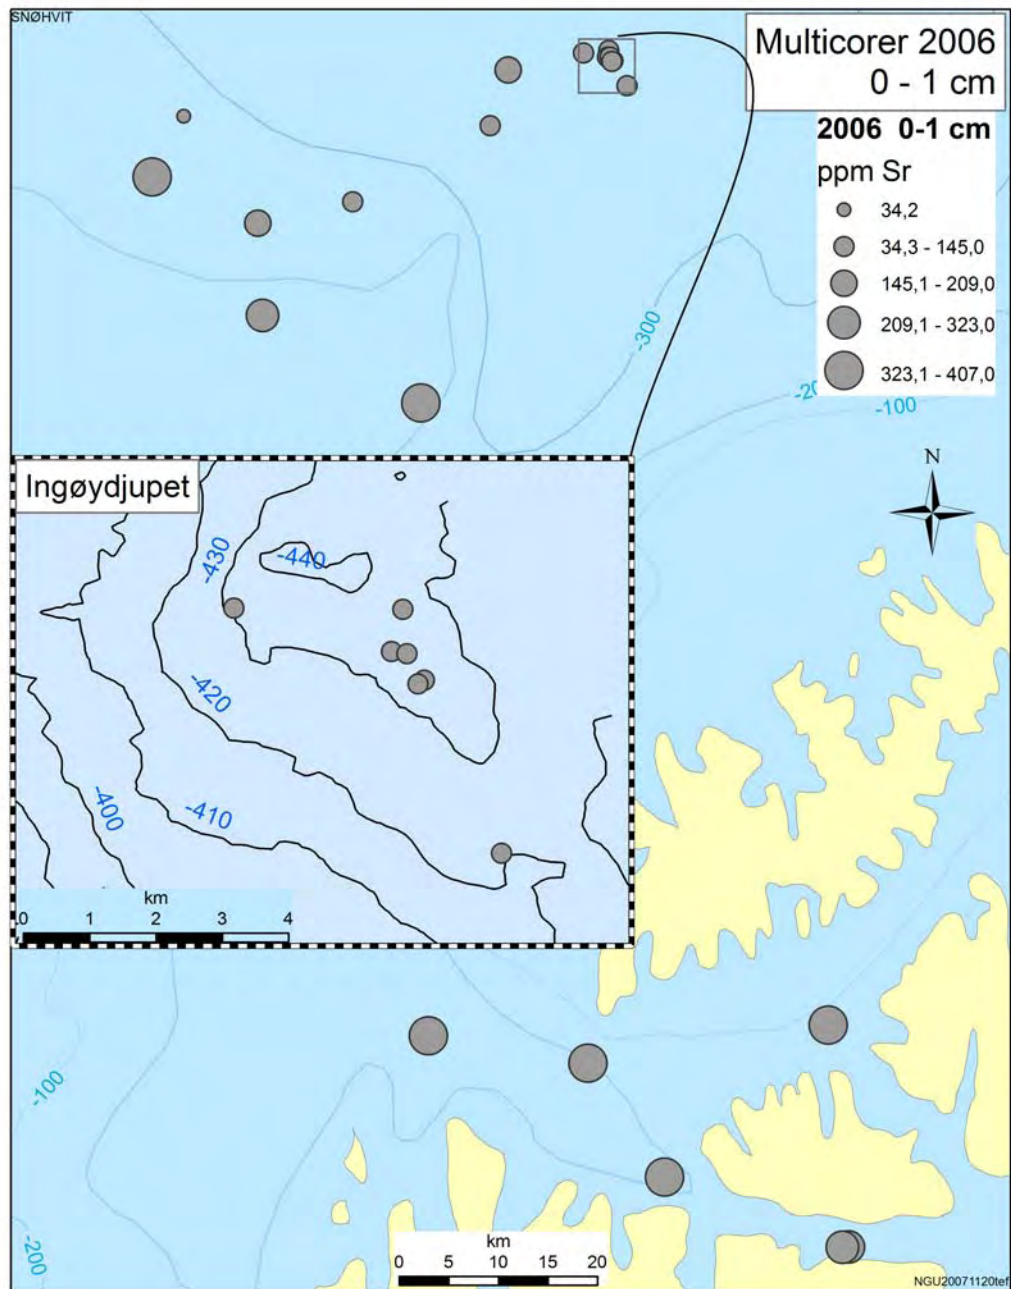 SNØHVIT
Multicorer 2006
0 - 1 cm
2006 0-1 cm
ppm Sr
34,2
34,3 - 145,0
145,1 - 209,0
209,1 - 323,0
323,1 - 407,0
-300
-100
N
Ingøydjupet
-430
-440
-420
-410
-400
km
0 1 2 3 4
-100
-200
km
0 5 10 15 20
NGU20071120tef